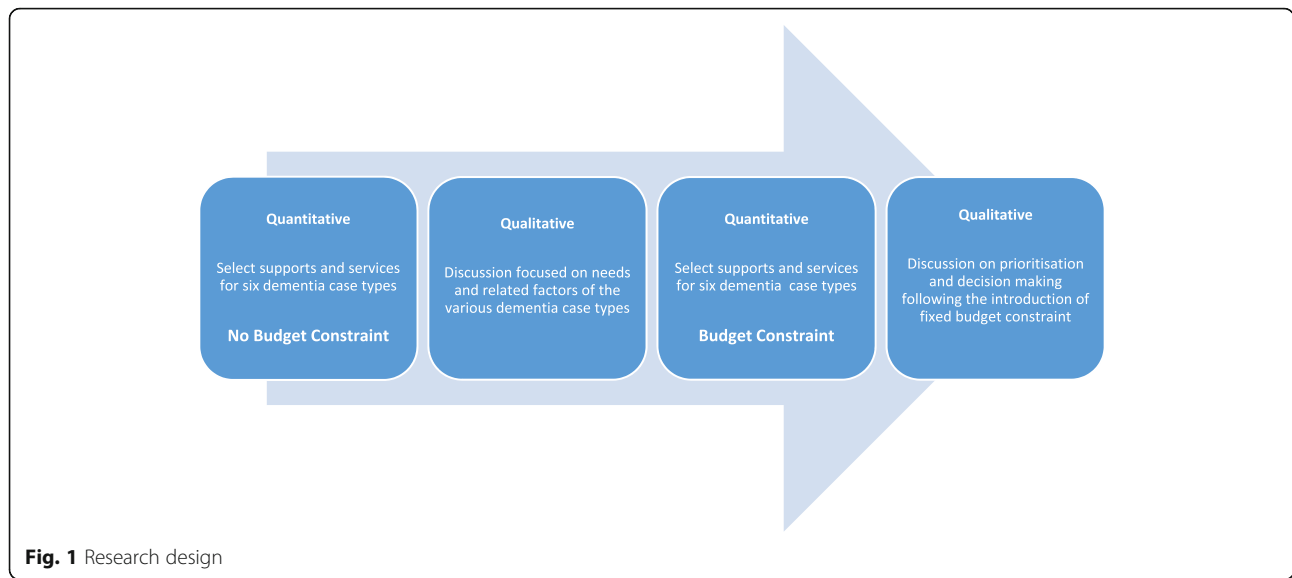 Quantitative
Select supports and services
for six dementia case types
No Budget Constraint
Qualitative
Discussion focused on needs
and related factors of the
various dementia case types
Quantitative
Select supports and services
for six dementia case types
Budget Constraint
Qualitative
Discussion on prioritisation
and decision making
following the introduction of
fixed budget constraint
Fig. 1 Research design